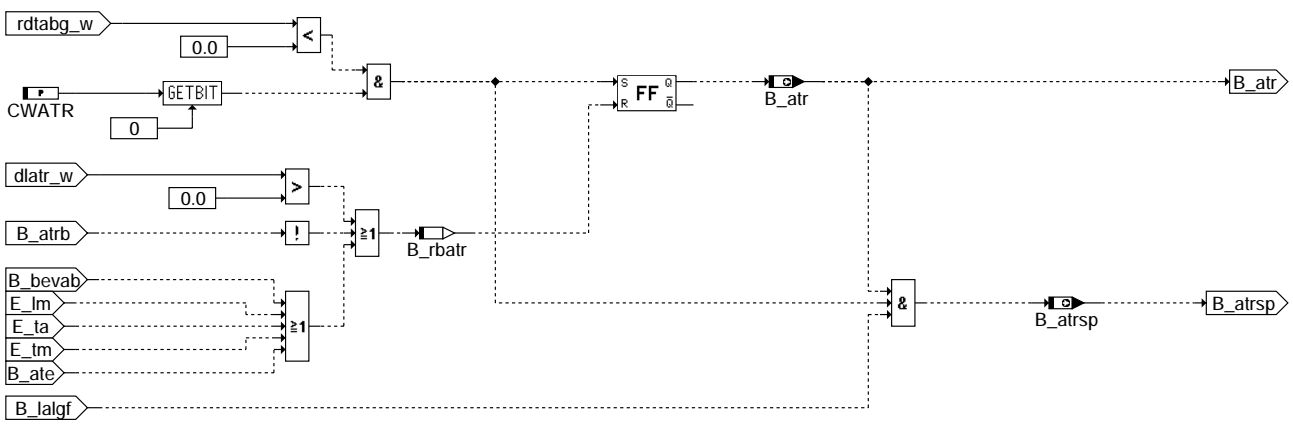 rdtabg_w
0.0
<
&
P
CWATR
GETBIT
0
S Q
FF
R Q̅
B_atr
B_atr
dlatr_w
0.0
>
B_atrb
!
≥1
B_rbatr
B_bevab
E_lm
E_ta
E_tm
B_ate
≥1
&
B_atrsp
B_atrsp
B_lalgf